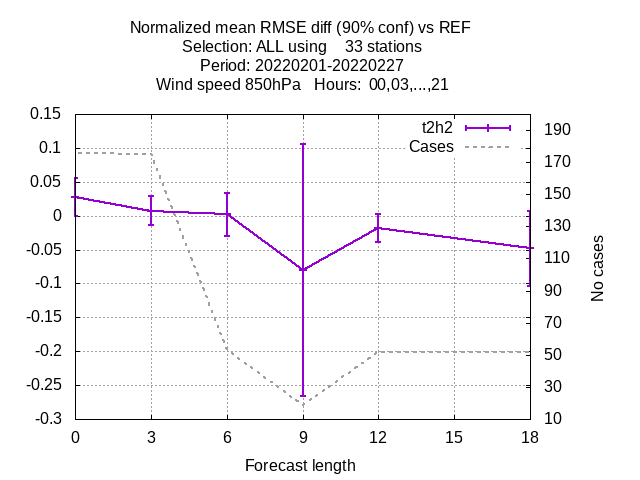 Normalized mean RMSE diff (90% conf) vs REF
Selection: ALL using    33 stations
Period: 20220201-20220227
Wind speed 850hPa   Hours:  00,03,...,21
t2h2
Cases
0.15
0.1
0.05
0
-0.05
-0.1
-0.15
-0.2
-0.25
-0.3
190
170
150
130
110
90
70
50
30
10
No cases
0 3 6 9 12 15 18
Forecast length